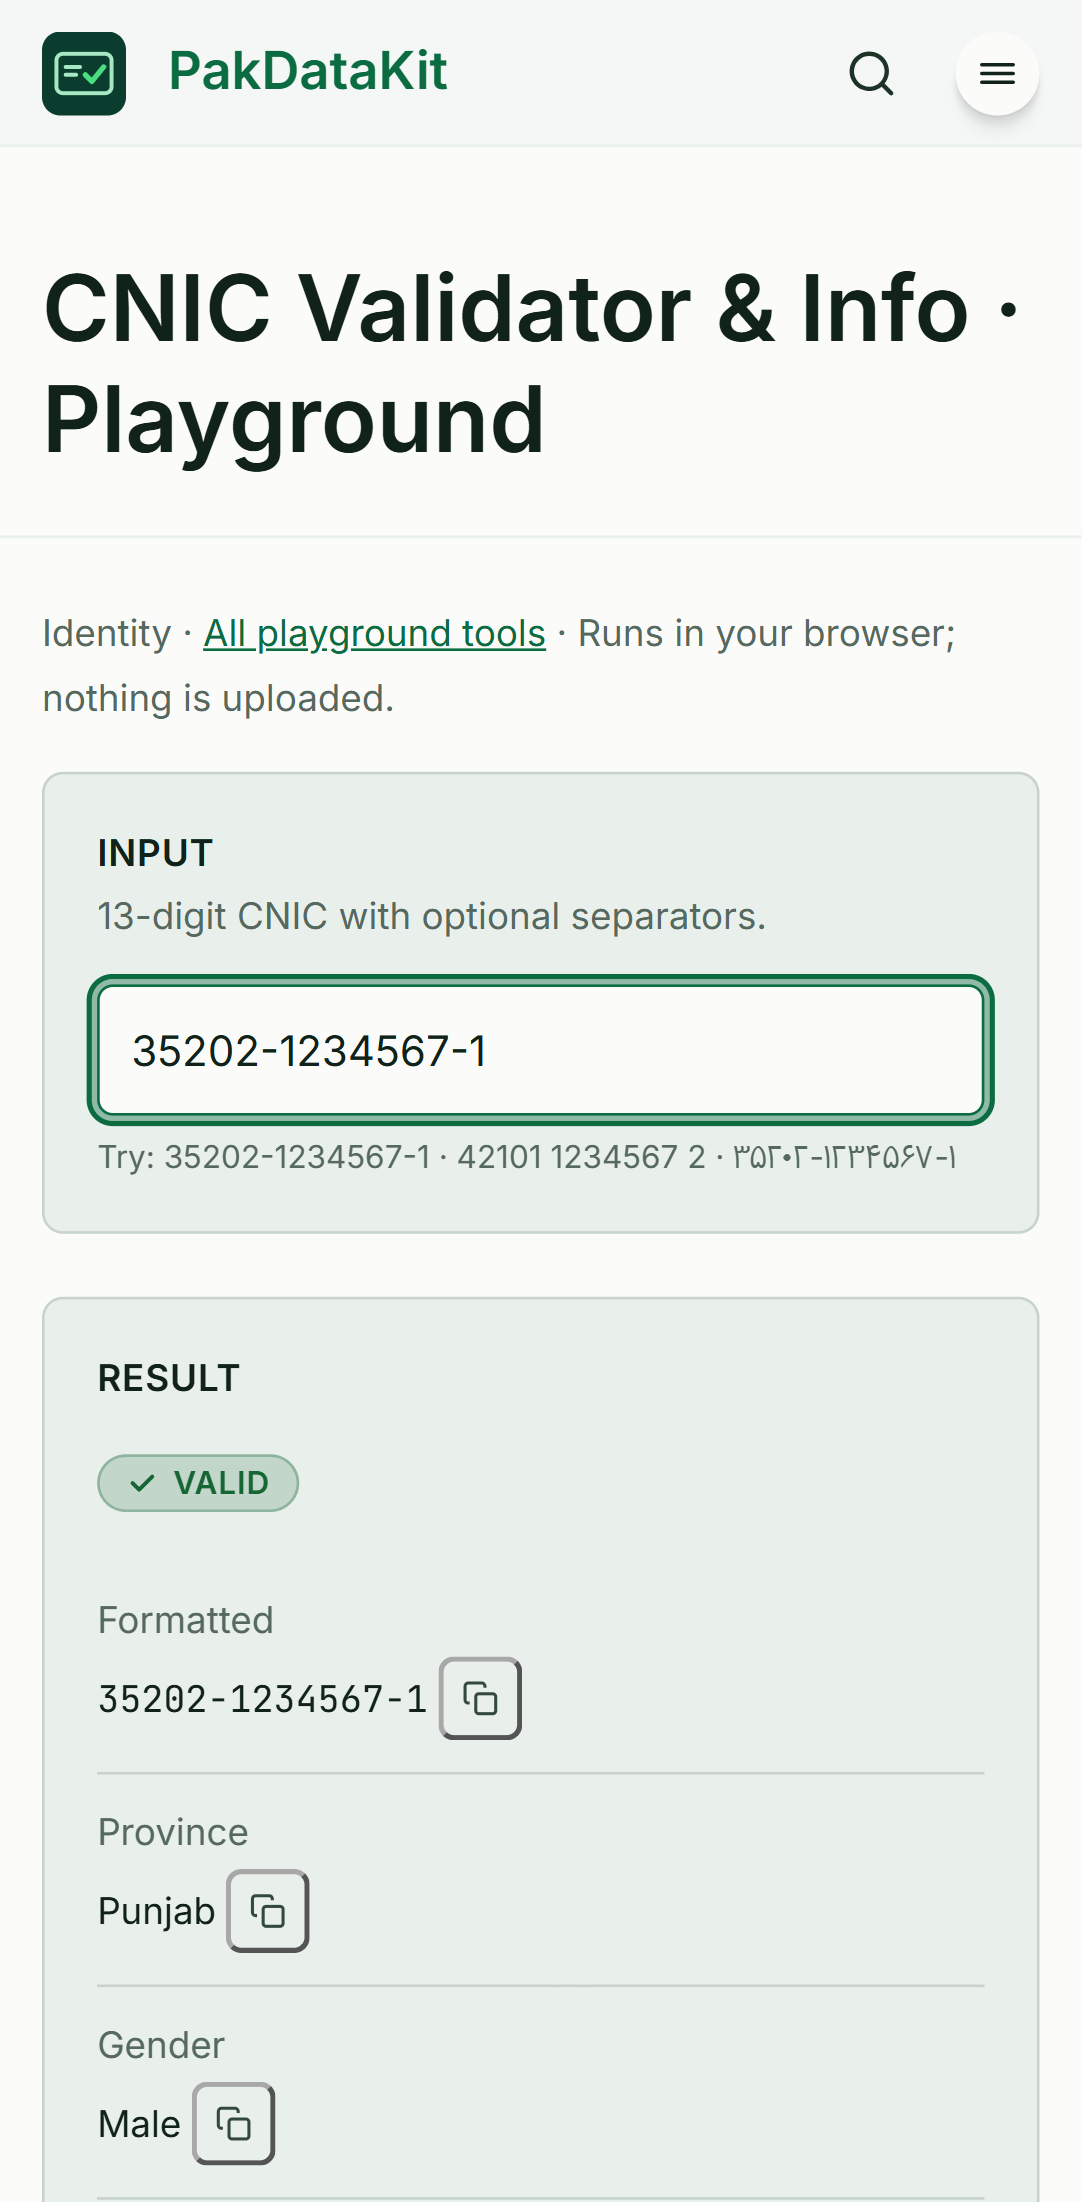 PakDataKit
CNIC Validator & Info ·
Playground
Identity · All playground tools · Runs in your browser;
nothing is uploaded.
INPUT
13-digit CNIC with optional separators.
35202-1234567-1
Try: 35202-1234567-1 · 42101 1234567 2 · ۳۵۲۰۲-۱۲۳۴۵۶۷-۱
RESULT
VALID
Formatted
35202-1234567-1
Province
Punjab
Gender
Male